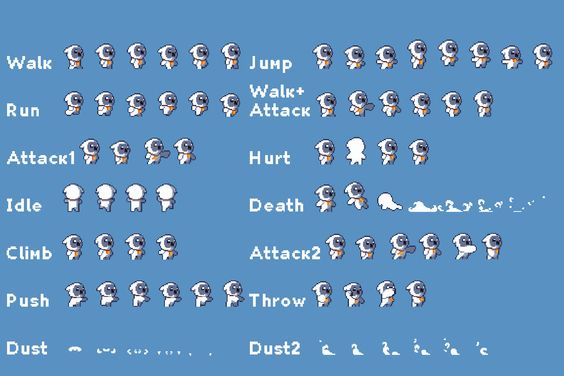 Walk
Jump
Run
Walk+
Attack
Attack1
Hurt
Idle
Death
Climb
Attack2
Push
Throw
Dust
Dust2